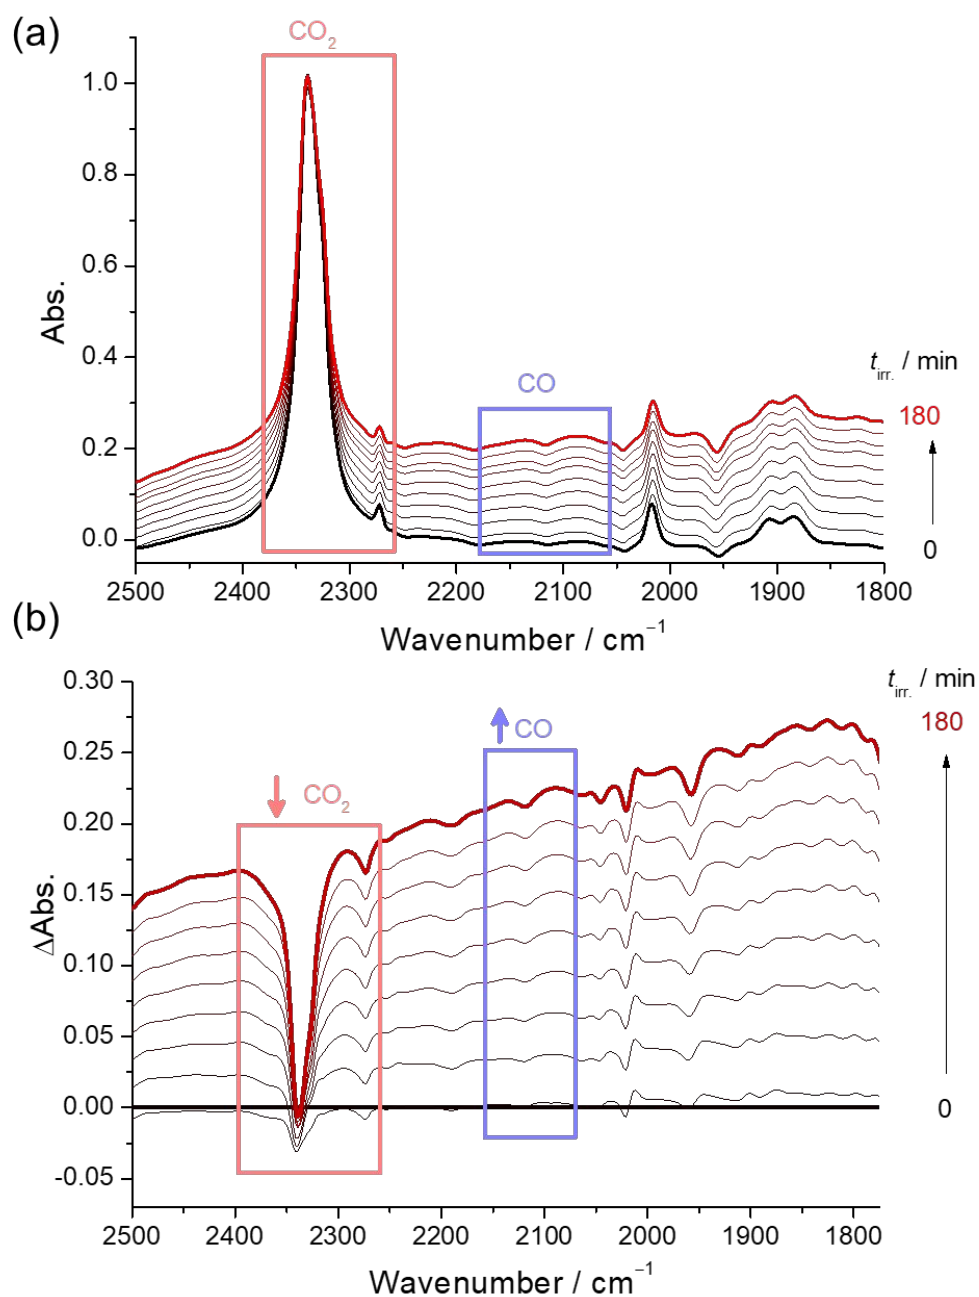 (a)
CO₂
1.0
0.8
0.6
0.4
0.2
0.0
Abs.
CO
t_irr. / min
180
0
2500 2400 2300 2200 2100 2000 1900 1800
Wavenumber / cm⁻¹
(b)
0.30
0.25
0.20
0.15
0.10
0.05
0.00
-0.05
ΔAbs.
CO₂
CO
t_irr. / min
180
0
2500 2400 2300 2200 2100 2000 1900 1800
Wavenumber / cm⁻¹